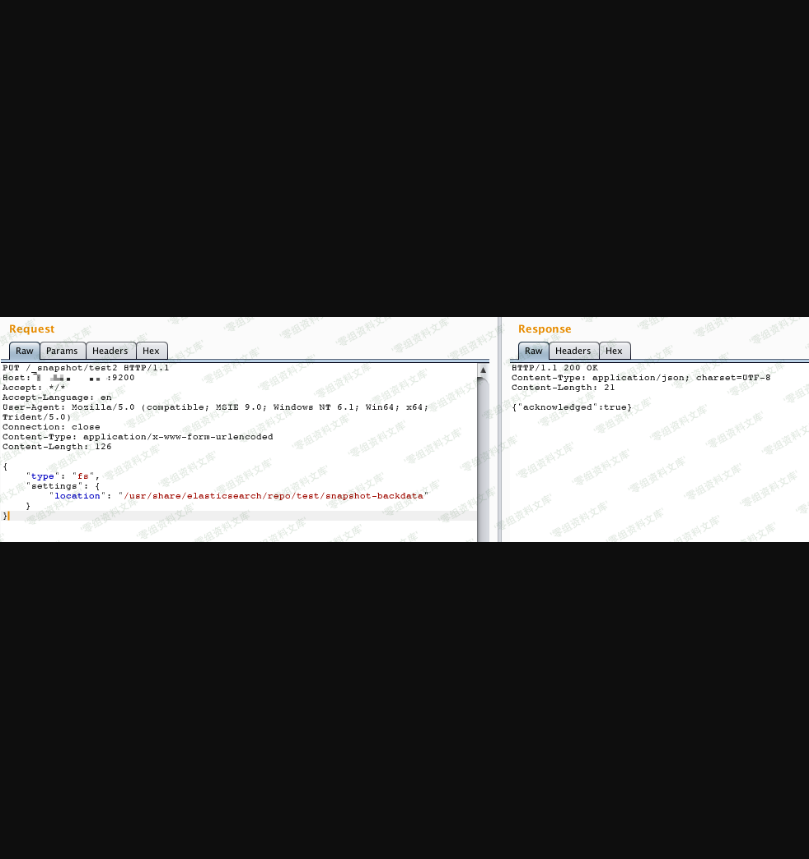 Request
Raw Params Headers Hex
PUT /_snapshot/test2 HTTP/1.1
Host: :9200
Accept: */*
Accept-Language: en
User-Agent: Mozilla/5.0 (compatible; MSIE 9.0; Windows NT 6.1; Win64; x64;
Trident/5.0)
Connection: close
Content-Type: application/x-www-form-urlencoded
Content-Length: 126
{
"type": "fs",
"settings": {
"location": "/usr/share/elasticsearch/repo/test/snapshot-backdata"
}
}
Response
Raw Headers Hex
HTTP/1.1 200 OK
Content-Type: application/json; charset=UTF-8
Content-Length: 21
{"acknowledged":true}
零组资料文库